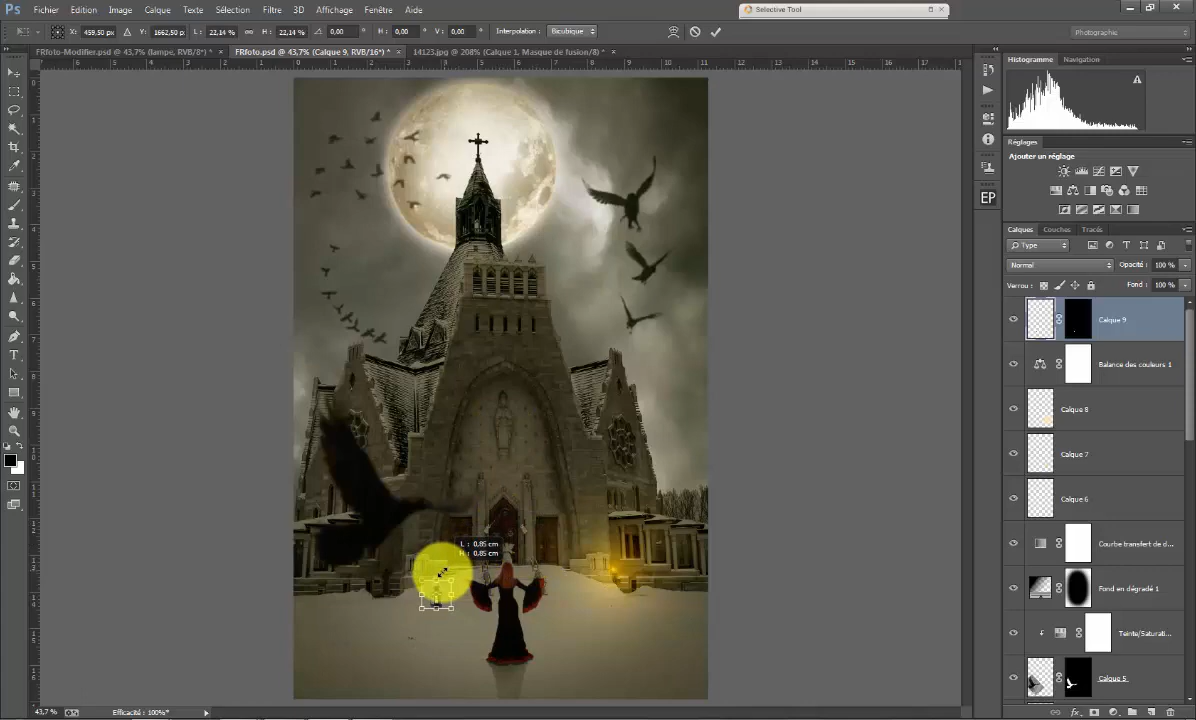 Ps Fichier Edition Image Calque Texte Sélection Filtre 3D Affichage Fenêtre Aide
Selective Tool
X: 459,50 px Y: 1662,50 px L: 22,14 % H: 22,14 % 0,00 ° H: 0,00 ° V: 0,00 ° Interpolation : Bicubique
Photographie
FRfoto-Modifier.psd @ 43,7% (lampe, RVB/8*) ×
FRfoto.psd @ 43,7% (Calque 9, RVB/16*) ×
14123.jpg @ 208% (Calque 1, Masque de fusion/8) * ×
Histogramme Navigation
Réglages
Ajouter un réglage
EP
Calques Couches Tracés
Type
Normal Opacité : 100 %
Verrou : Fond : 100 %
Calque 9
Balance des couleurs 1
Calque 8
Calque 7
Calque 6
Courbe transfert de d...
Fond en dégradé 1
Teinte/Saturati...
Calque 5
L : 0,85 cm
H : 0,85 cm
43,7 % Efficacité : 100%*